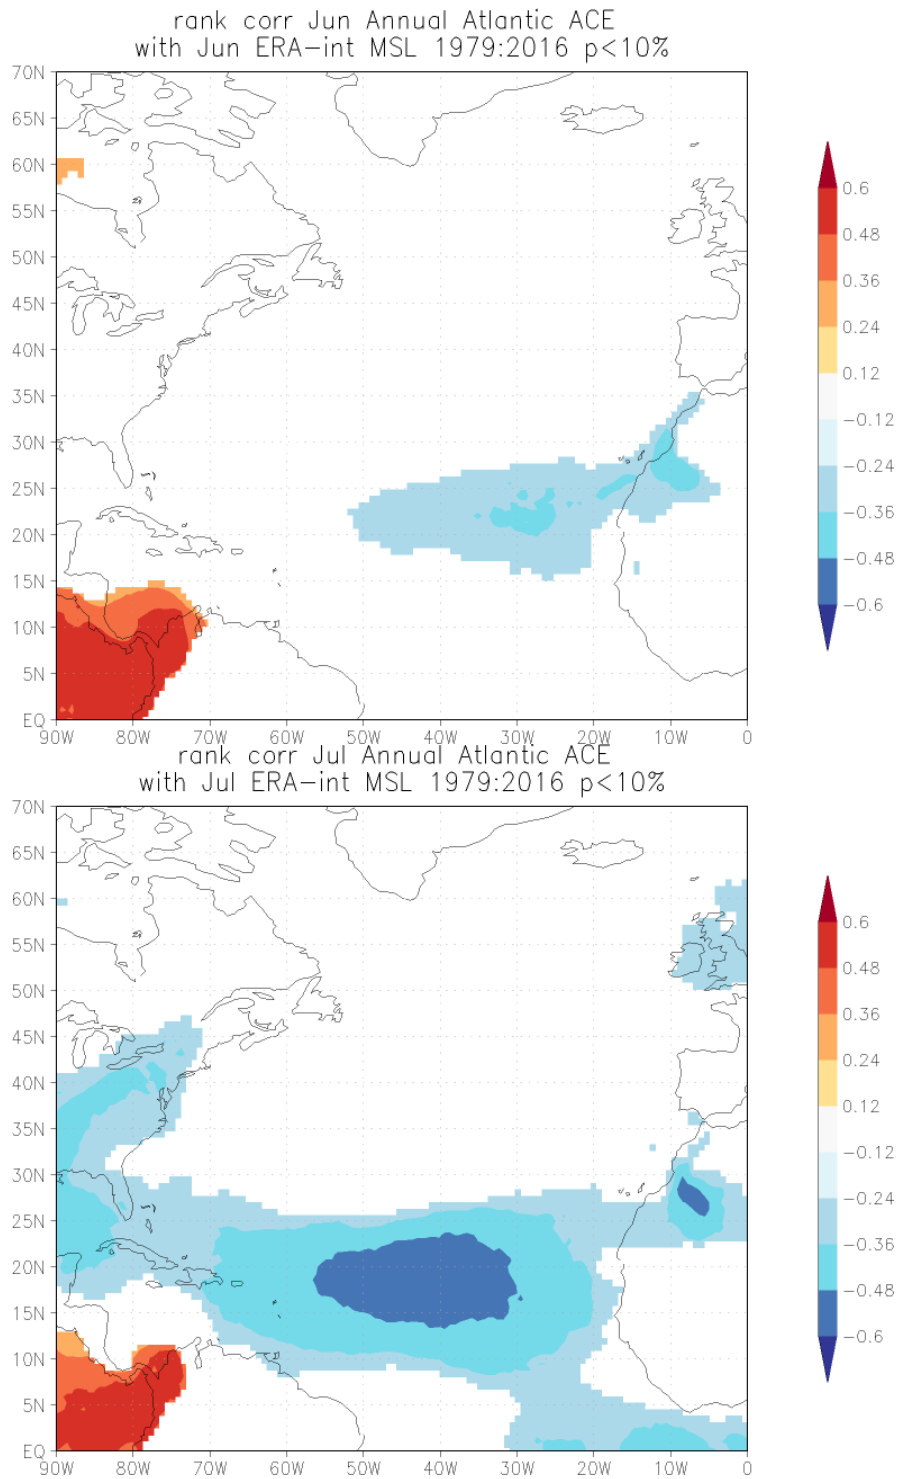 rank corr Jun Annual Atlantic ACE
with Jun ERA-int MSL 1979:2016 p<10%
70N
65N
60N
55N
50N
45N
40N
35N
30N
25N
20N
15N
10N
5N
EQ
90W 80W 70W 60W 50W 40W 30W 20W 10W 0
0.6
0.48
0.36
0.24
0.12
-0.12
-0.24
-0.36
-0.48
-0.6
rank corr Jul Annual Atlantic ACE
with Jul ERA-int MSL 1979:2016 p<10%
70N
65N
60N
55N
50N
45N
40N
35N
30N
25N
20N
15N
10N
5N
EQ
90W 80W 70W 60W 50W 40W 30W 20W 10W 0
0.6
0.48
0.36
0.24
0.12
-0.12
-0.24
-0.36
-0.48
-0.6